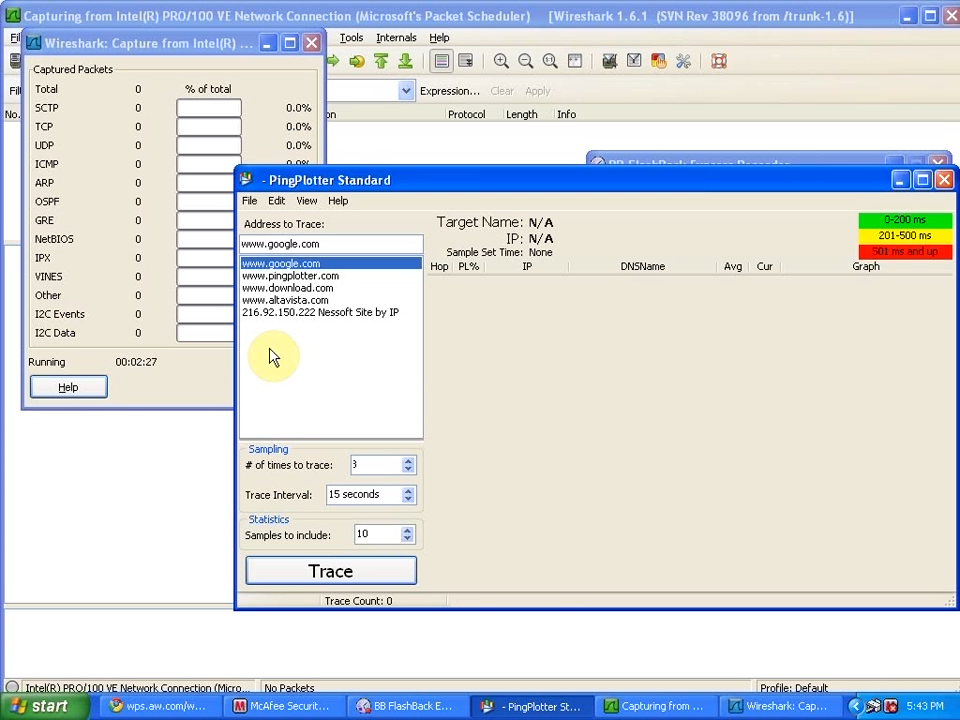 Capturing from Intel(R) PRO/100 VE Network Connection (Microsoft's Packet Scheduler) [Wireshark 1.6.1 (SVN Rev 38096 from /trunk-1.6)]
Tools Internals Help
Expression... Clear Apply
No. Protocol Length Info
Wireshark: Capture from Intel(R) ...
Captured Packets
Total 0 % of total
SCTP 0 0.0%
TCP 0 0.0%
UDP 0 0.0%
ICMP 0 0.0%
ARP 0
OSPF 0
GRE 0
NetBIOS 0
IPX 0
VINES 0
Other 0
I2C Events 0
I2C Data 0
Running 00:02:27
Help
BB FlashBack Express Recorder
- PingPlotter Standard
File Edit View Help
Address to Trace:
www.google.com
www.google.com
www.pingplotter.com
www.download.com
www.altavista.com
216.92.150.222 Nessoft Site by IP
Sampling
# of times to trace: 3
Trace Interval: 15 seconds
Statistics
Samples to include: 10
Trace
Target Name: N/A
IP: N/A
Sample Set Time: None
0-200 ms
201-500 ms
501 ms and up
Hop PL% IP DNSName Avg Cur Graph
Trace Count: 0
Intel(R) PRO/100 VE Network Connection (Micro... No Packets Profile: Default
start wps.aw.com/w... McAfee Securit... BB FlashBack E... - PingPlotter St... Capturing from ... Wireshark: Cap... 5:43 PM